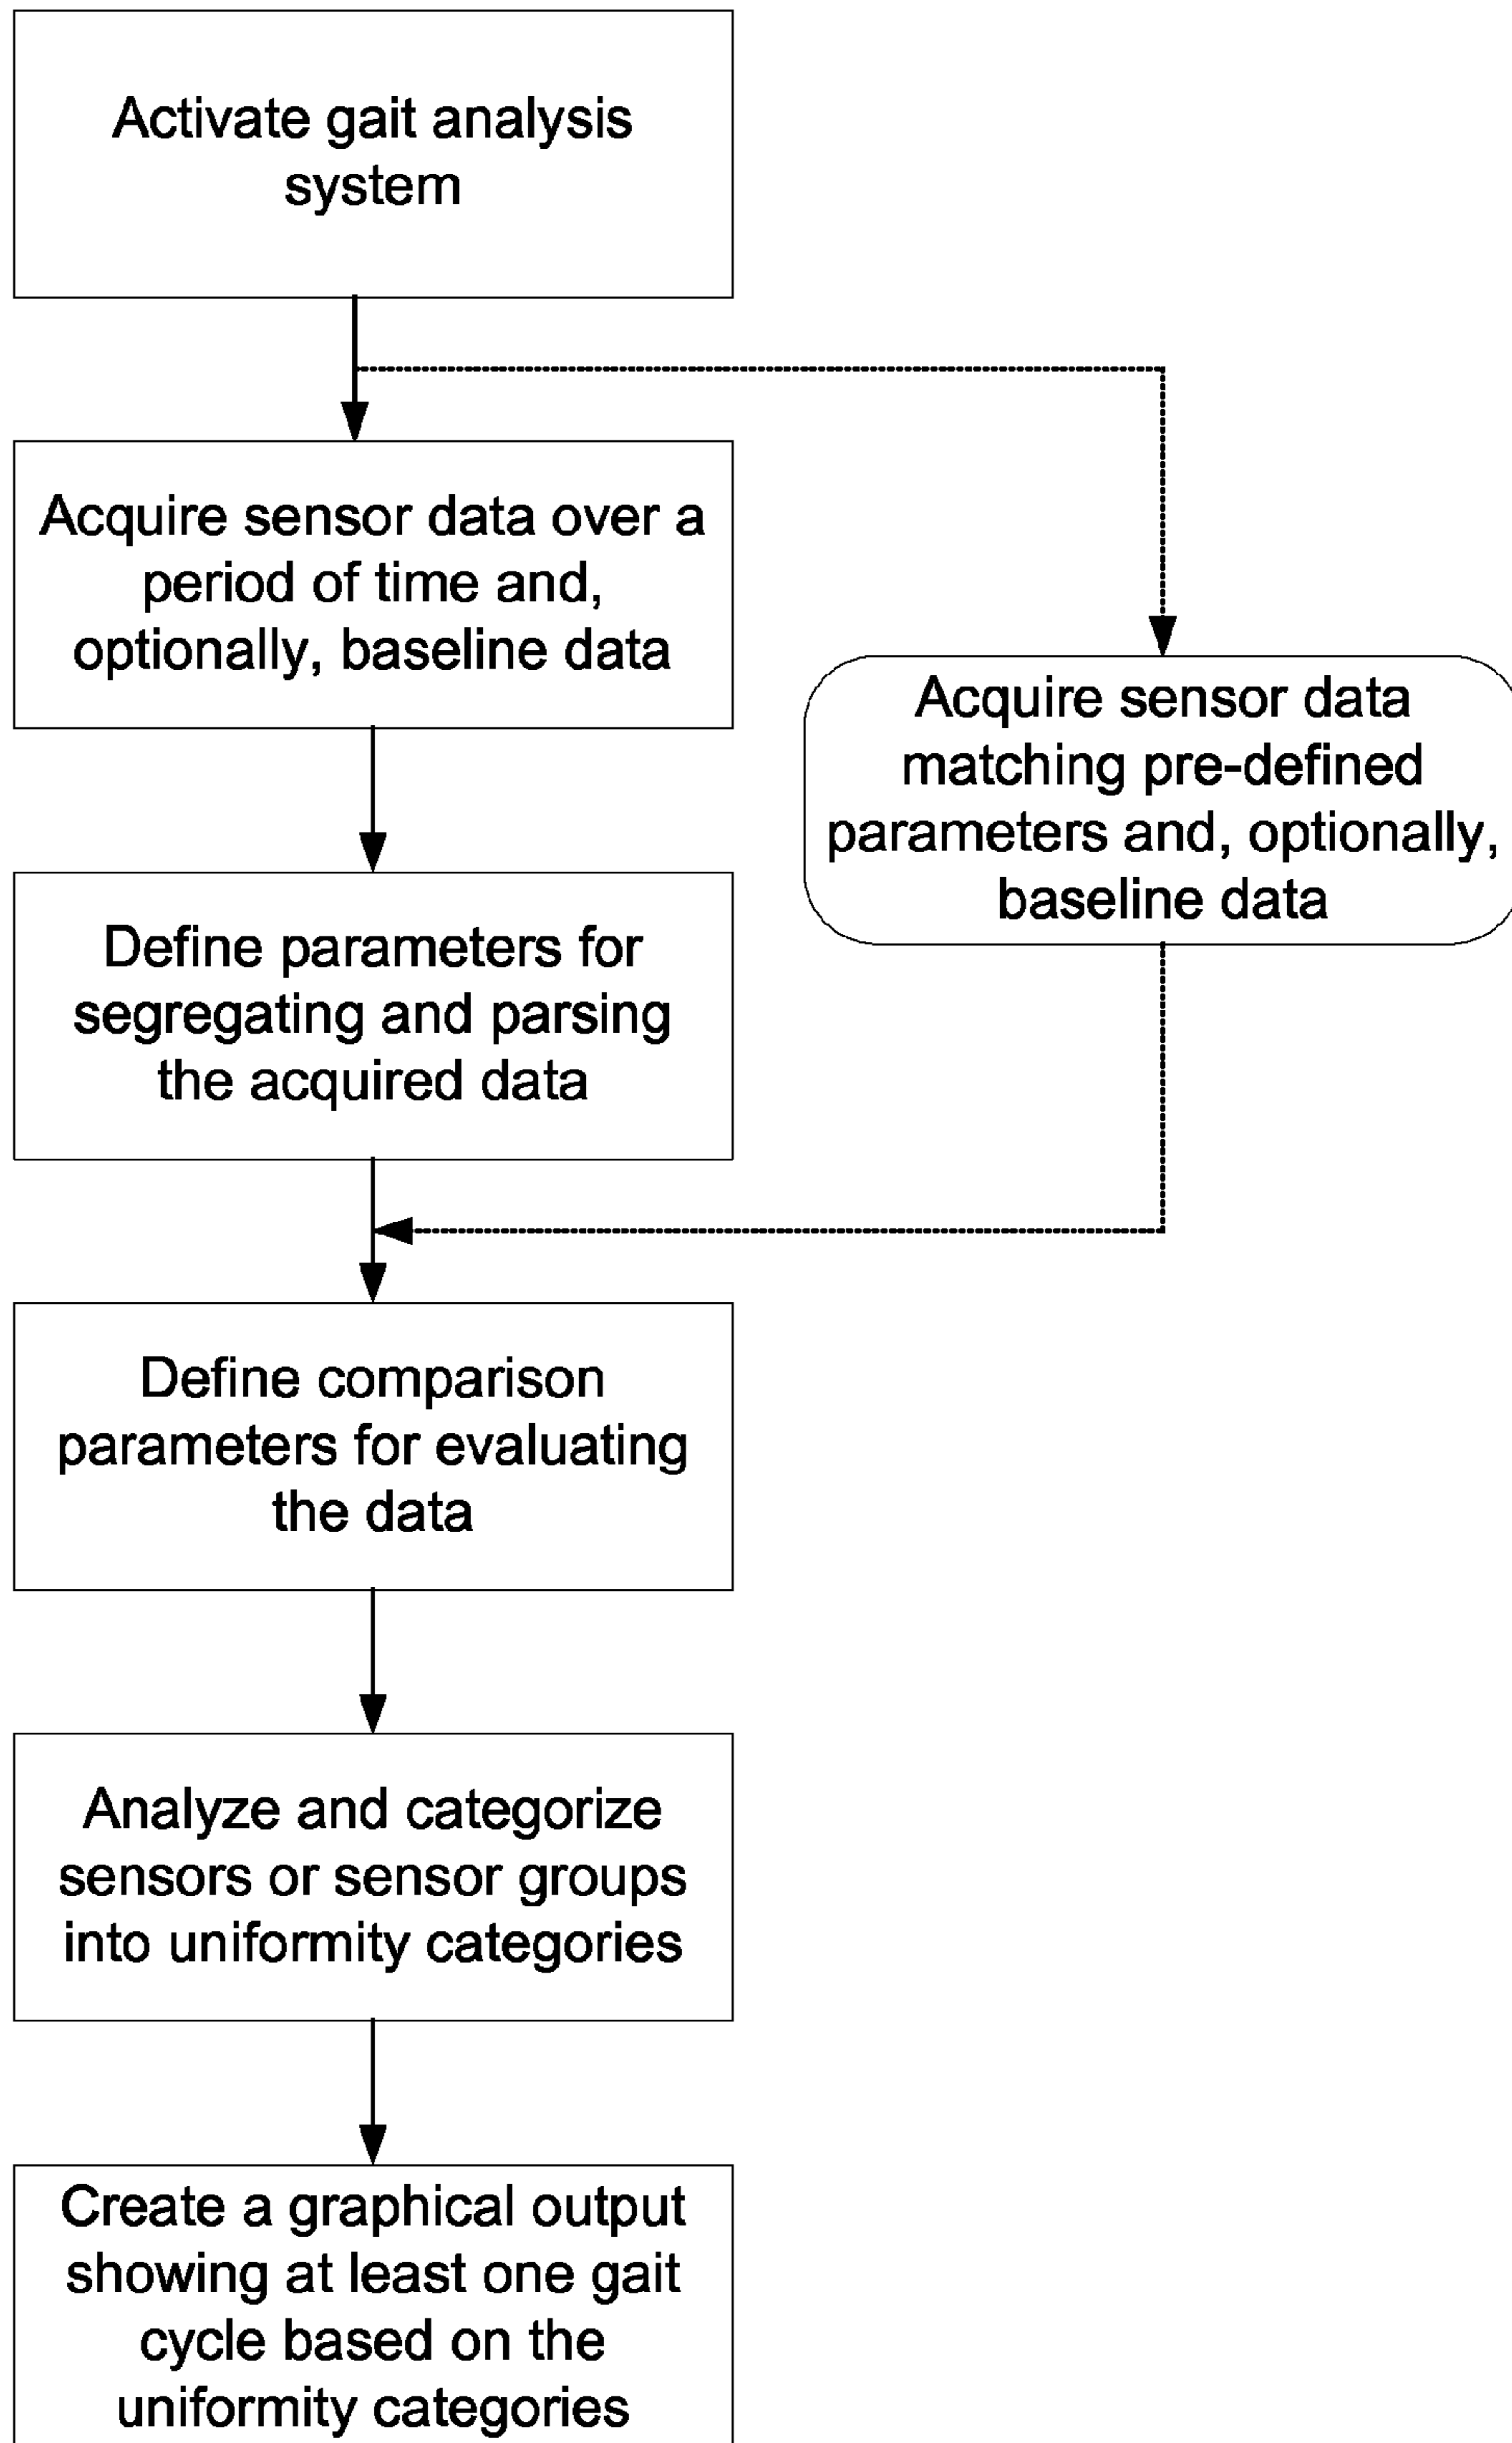 Activate gait analysis
system
Acquire sensor data over a
period of time and,
optionally, baseline data
Acquire sensor data
matching pre-defined
parameters and, optionally,
baseline data
Define parameters for
segregating and parsing
the acquired data
Define comparison
parameters for evaluating
the data
Analyze and categorize
sensors or sensor groups
into uniformity categories
Create a graphical output
showing at least one gait
cycle based on the
uniformity categories